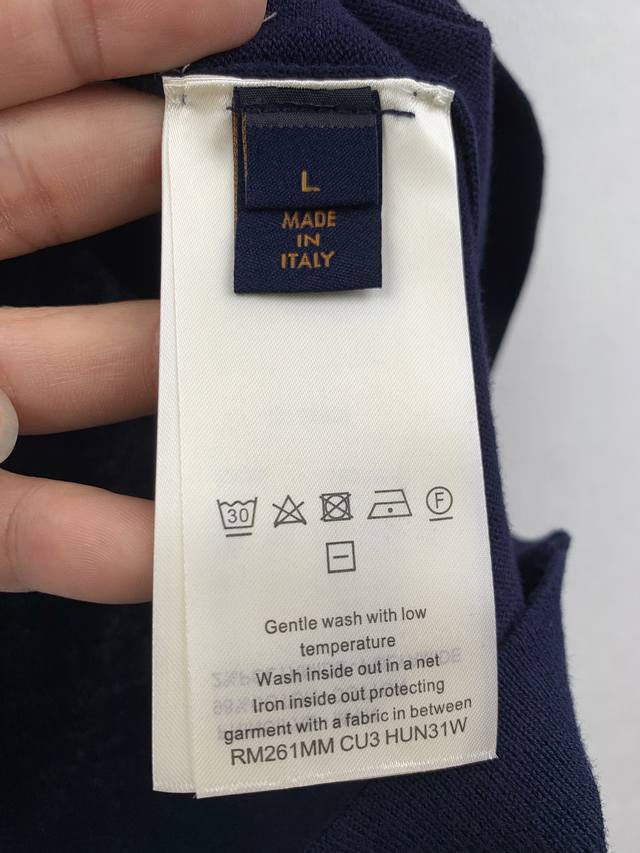 L
MADE
IN
ITALY
30
F
Gentle wash with low
temperature
Wash inside out in a net
Iron inside out protecting
garment with a fabric in between
RM261MM CU3 HUN31W